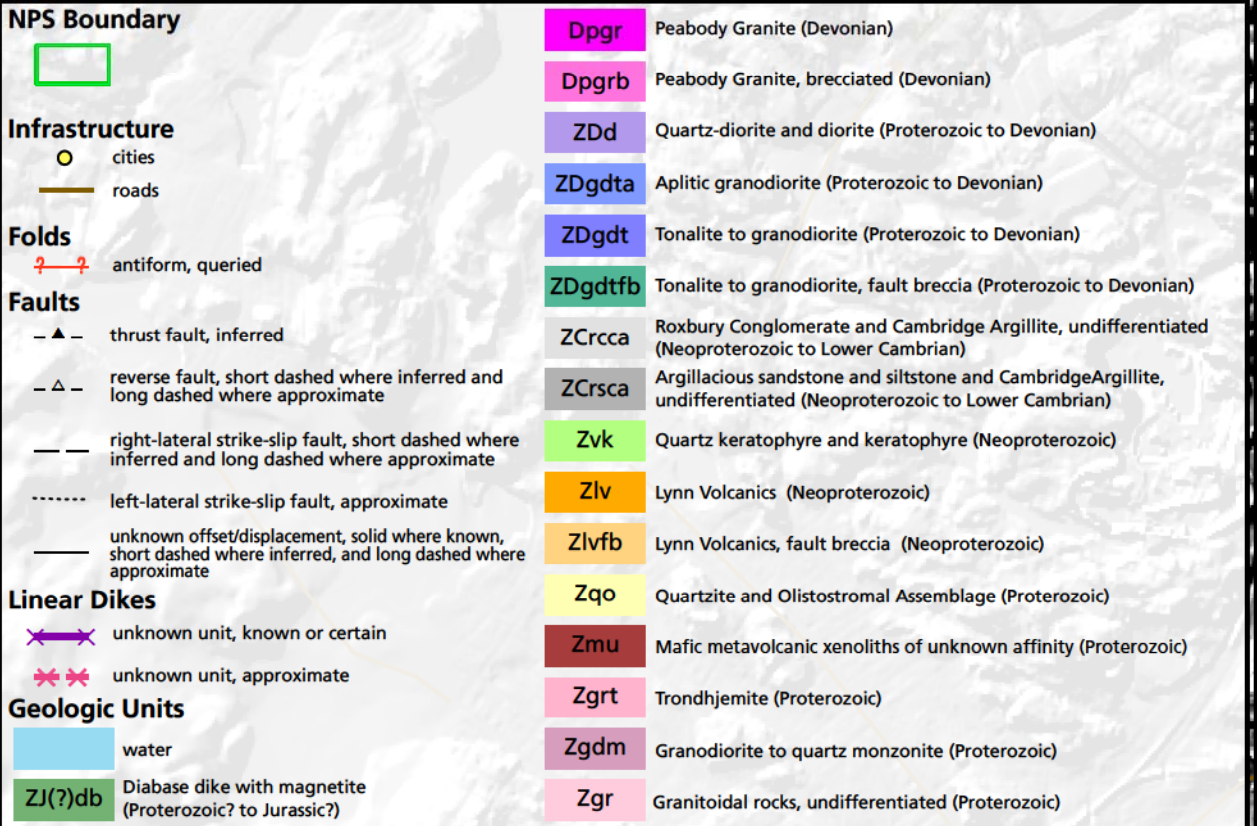 NPS Boundary
Infrastructure
cities
roads
Folds
? ?
antiform, queried
Faults
thrust fault, inferred
reverse fault, short dashed where inferred and
long dashed where approximate
right-lateral strike-slip fault, short dashed where
inferred and long dashed where approximate
left-lateral strike-slip fault, approximate
unknown offset/displacement, solid where known,
short dashed where inferred, and long dashed where
approximate
Linear Dikes
unknown unit, known or certain
unknown unit, approximate
Geologic Units
water
ZJ(?)db Diabase dike with magnetite
(Proterozoic? to Jurassic?)
Dpgr Peabody Granite (Devonian)
Dpgrb Peabody Granite, brecciated (Devonian)
ZDd Quartz-diorite and diorite (Proterozoic to Devonian)
ZDgdta Aplitic granodiorite (Proterozoic to Devonian)
ZDgdt Tonalite to granodiorite (Proterozoic to Devonian)
ZDgdtfb Tonalite to granodiorite, fault breccia (Proterozoic to Devonian)
ZCrcca Roxbury Conglomerate and Cambridge Argillite, undifferentiated
(Neoproterozoic to Lower Cambrian)
ZCrsca Argillacious sandstone and siltstone and CambridgeArgillite,
undifferentiated (Neoproterozoic to Lower Cambrian)
Zvk Quartz keratophyre and keratophyre (Neoproterozoic)
Zlv Lynn Volcanics (Neoproterozoic)
Zlvfb Lynn Volcanics, fault breccia (Neoproterozoic)
Zqo Quartzite and Olistostromal Assemblage (Proterozoic)
Zmu Mafic metavolcanic xenoliths of unknown affinity (Proterozoic)
Zgrt Trondhjemite (Proterozoic)
Zgdm Granodiorite to quartz monzonite (Proterozoic)
Zgr Granitoidal rocks, undifferentiated (Proterozoic)